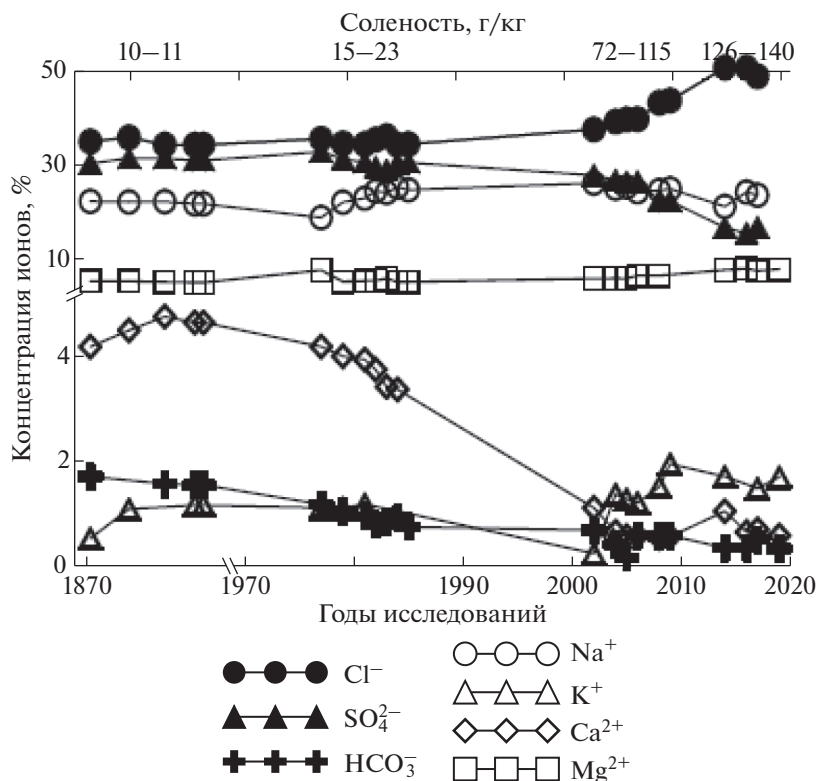 Соленость, г/кг
10–11 15–23 72–115 126–140
50
30
10
4
2
0
Концентрация ионов, %
1870 1970 1990 2000 2010 2020
Годы исследований
Cl⁻
SO₄²⁻
HCO₃⁻
Na⁺
K⁺
Ca²⁺
Mg²⁺